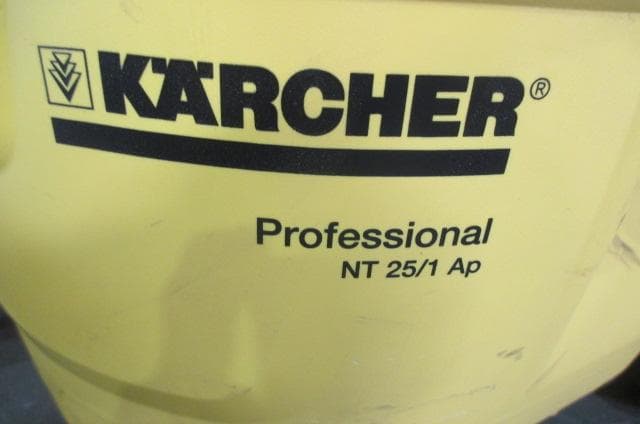 KÄRCHER®
Professional
NT 25/1 Ap